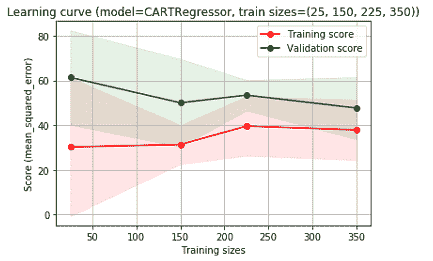 Learning curve (model=CARTRegressor, train sizes=(25, 150, 225, 350))
Training score
Validation score
Score (mean_squared_error)
80
60
40
20
0
50
100
150
200
250
300
350
Training sizes